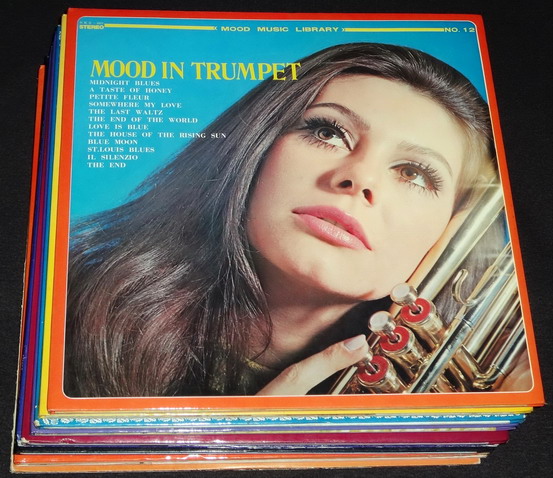 STEREO
MOOD MUSIC LIBRARY
NO. 12
MOOD IN TRUMPET
MIDNIGHT BLUES
A TASTE OF HONEY
PETITE FLEUR
SOMEWHERE MY LOVE
THE LAST WALTZ
THE END OF THE WORLD
LOVE IS BLUE
THE HOUSE OF THE RISING SUN
BLUE MOON
ST.LOUIS BLUES
IL SILENZIO
THE END